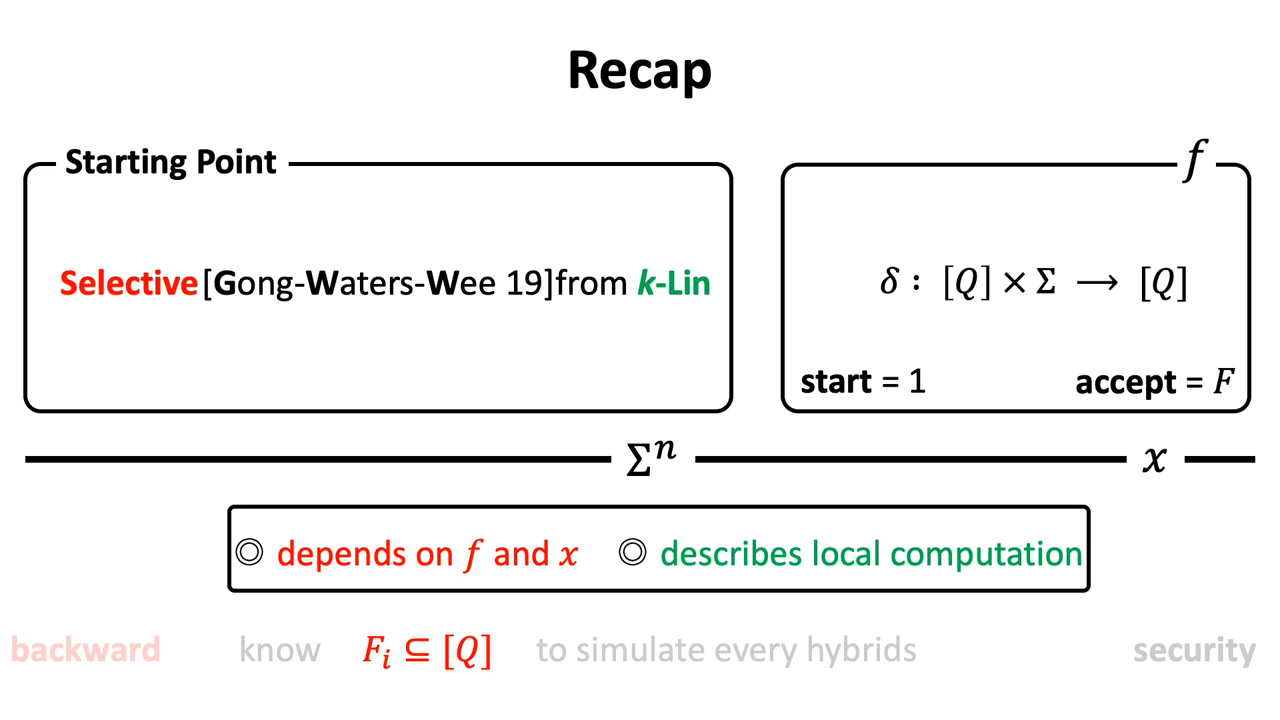 Recap
Starting Point
f
Selective[Gong-Waters-Wee 19]from k-Lin
δ : [Q] × Σ ⟶ [Q]
start = 1
accept = F
Σⁿ
x
◎ depends on f and x ◎ describes local computation
backward know Fᵢ ⊆ [Q] to simulate every hybrids security